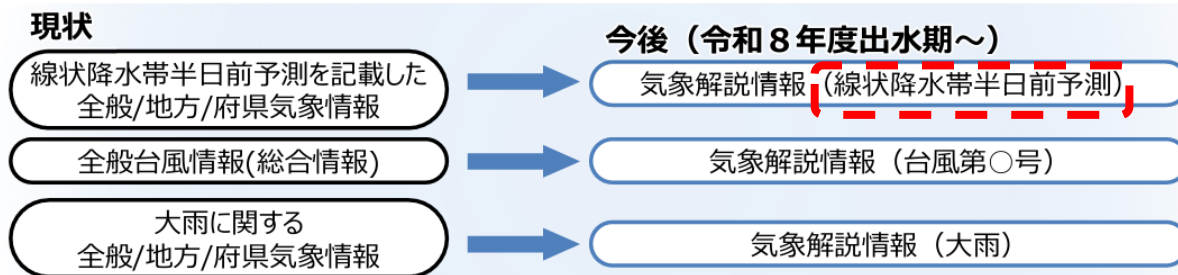 現状
今後（令和８年度出水期～）
線状降水帯半日前予測を記載した
全般/地方/府県気象情報
気象解説情報（線状降水帯半日前予測）
全般台風情報(総合情報)
気象解説情報（台風第○号）
大雨に関する
全般/地方/府県気象情報
気象解説情報（大雨）